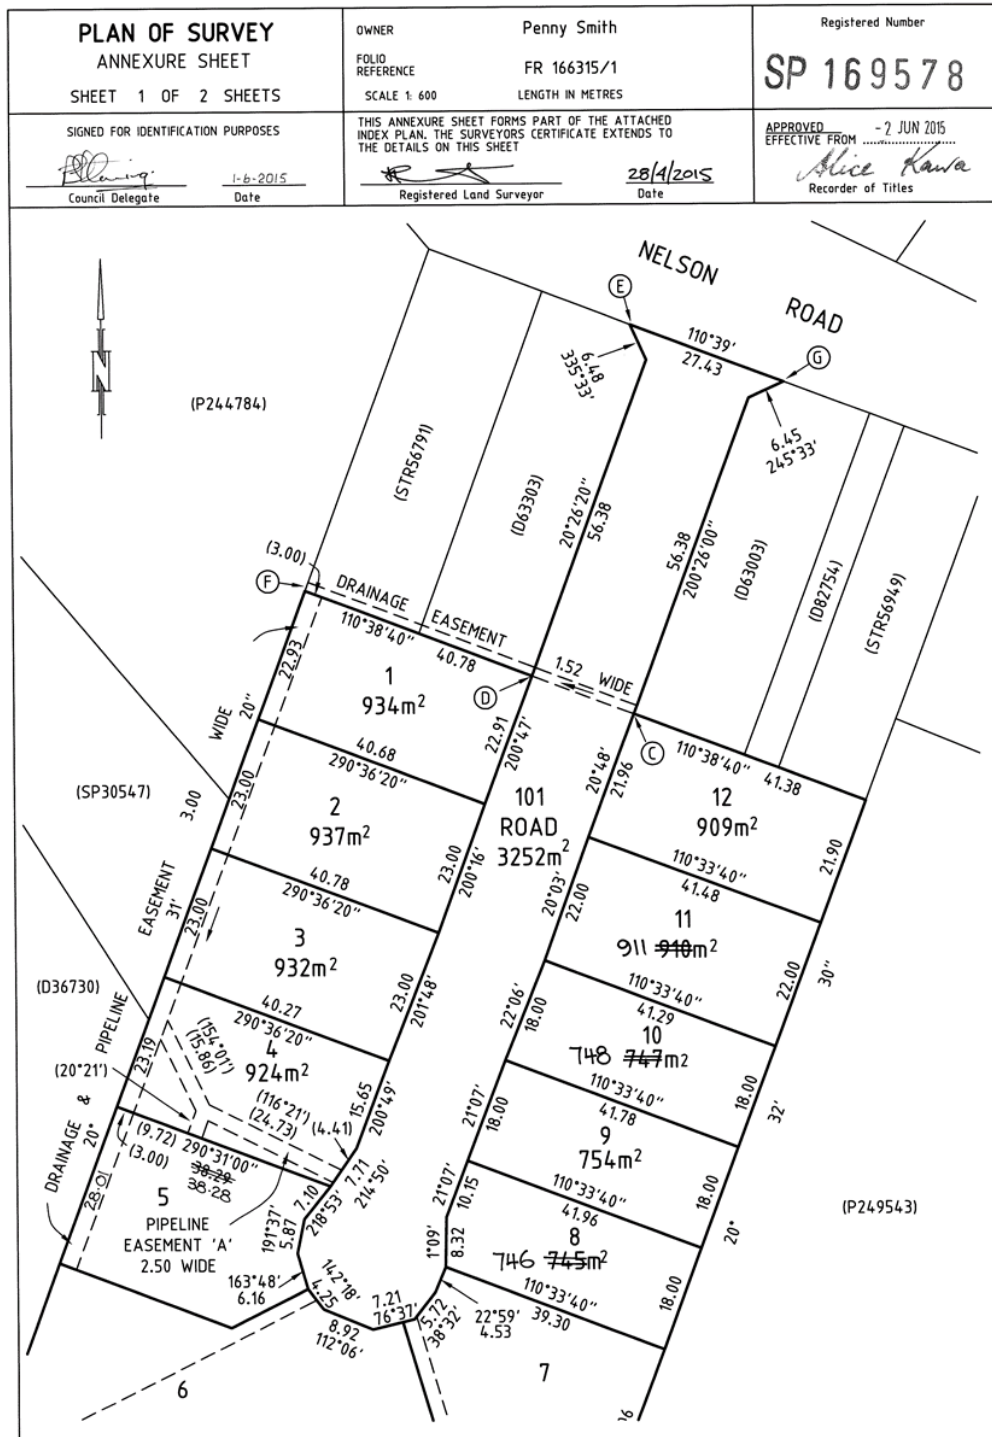 PLAN OF SURVEY
ANNEXURE SHEET
SHEET 1 OF 2 SHEETS
OWNER
Penny Smith
FOLIO
REFERENCE
FR 166315/1
SCALE 1: 600
LENGTH IN METRES
Registered Number
SP 169578
SIGNED FOR IDENTIFICATION PURPOSES
Council Delegate
1-6-2015
Date
THIS ANNEXURE SHEET FORMS PART OF THE ATTACHED
INDEX PLAN. THE SURVEYORS CERTIFICATE EXTENDS TO
THE DETAILS ON THIS SHEET
Registered Land Surveyor
28/4/2015
Date
APPROVED
EFFECTIVE FROM
-2 JUN 2015
Alice Kawa
Recorder of Titles
NELSON
ROAD
E
G
N
110°39'
27.43
6.48
335°33'
6.45
245°33'
(P244784)
(STR56791)
(D63303)
20°26'20"
56.38
56.38
200°26'00"
(D63003)
(D82754)
(STR56949)
(3.00)
F
DRAINAGE
EASEMENT
1.52
WIDE
110°38'40"
40.78
D
C
1
934m²
22.93
22.91
200°47'
WIDE
20"
40.68
290°36'20"
20°48'
21.96
110°38'40"
41.38
(SP30547)
3.00
23.00
2
937m²
101
ROAD
3252m²
12
909m²
21.90
40.78
290°36'20"
23.00
200°16'
110°33'40"
41.48
EASEMENT
31'
23.00
3
932m²
20°03'
22.00
11
911 910m²
22.00
30"
(D36730)
40.27
290°36'20"
23.00
201°48'
110°33'40"
41.29
PIPELINE
(20°21')
23.19
(154°01')
(15.86)
4
924m²
22°06'
18.00
10
748 747m²
18.00
32'
(116°21')
(24.73)
(4.41)
15.65
200°49'
110°33'40"
41.78
DRAINAGE &
20°
(9.72)
290°31'00"
(3.00)
38.29
38.28
21°07'
18.00
9
754m²
18.00
28.01
5
PIPELINE
EASEMENT 'A'
2.50 WIDE
7.71
214°50'
7.10
218°53'
191°37'
5.87
21°07'
10.15
110°33'40"
41.96
(P249543)
20°
1°09'
8.32
8
746 745m²
18.00
163°48'
6.16
142°18'
4.25
7.21
76°37'
5.72
38°32'
22°59'
4.53
110°33'40"
39.30
8.92
112°06'
6
7